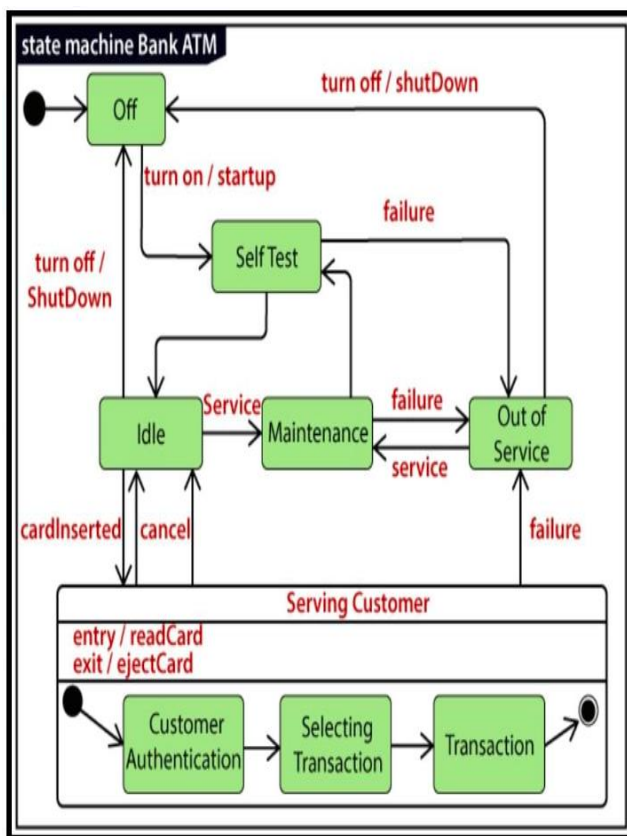 state machine Bank ATM
turn off / shutDown
Off
turn on / startup
failure
Self Test
turn off /
ShutDown
Service
failure
Idle
Maintenance
Out of
Service
service
cardInserted
cancel
failure
Serving Customer
entry / readCard
exit / ejectCard
Customer
Authentication
Selecting
Transaction
Transaction